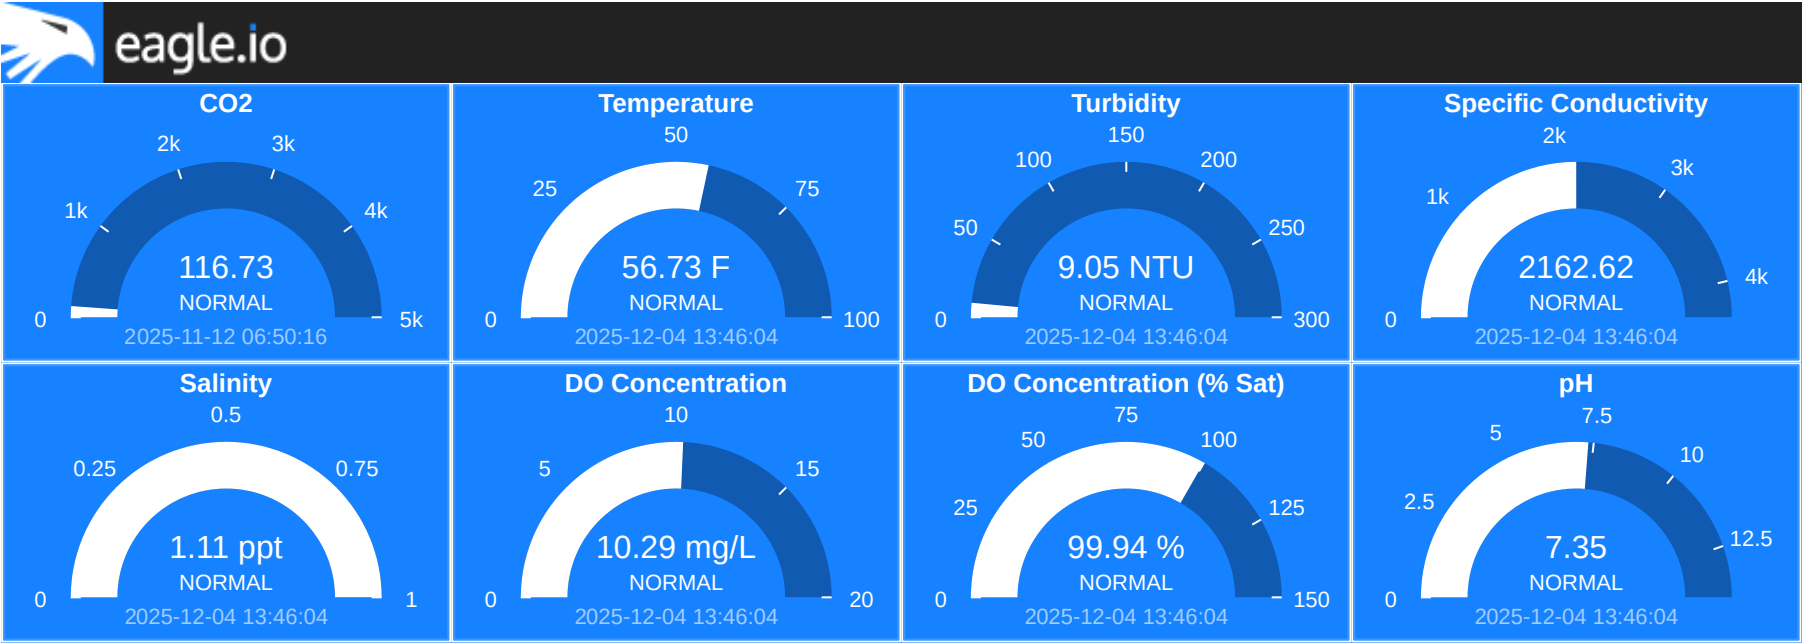 eagle.io
CO2
2k
3k
1k
4k
116.73
NORMAL
0
5k
2025-11-12 06:50:16
Temperature
50
25
75
56.73 F
NORMAL
0
100
2025-12-04 13:46:04
Turbidity
150
100
200
50
250
9.05 NTU
NORMAL
0
300
2025-12-04 13:46:04
Specific Conductivity
2k
3k
1k
4k
2162.62
NORMAL
0
2025-12-04 13:46:04
Salinity
0.5
0.25
0.75
1.11 ppt
NORMAL
0
1
2025-12-04 13:46:04
DO Concentration
10
5
15
10.29 mg/L
NORMAL
0
20
2025-12-04 13:46:04
DO Concentration (% Sat)
75
50
100
25
125
99.94 %
NORMAL
0
150
2025-12-04 13:46:04
pH
7.5
5
10
2.5
12.5
7.35
NORMAL
0
2025-12-04 13:46:04